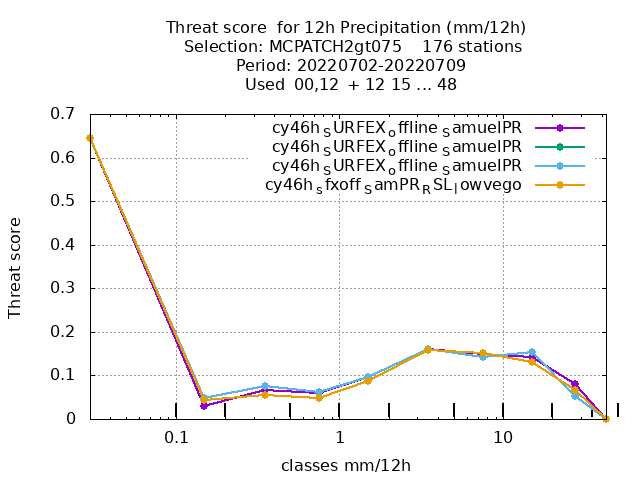 Threat score  for 12h Precipitation (mm/12h)
Selection: MCPATCH2gt075    176 stations
Period: 20220702-20220709
Used  00,12  + 12 15 ... 48
cy46h_SURFEX_offline_SamuelPR
cy46h_SURFEX_offline_SamuelPR
cy46h_SURFEX_offline_SamuelPR
cy46h_sfxoff_SamPR_RSL_lowvego
0.7
0.6
0.5
0.4
0.3
0.2
0.1
0
Threat score
0.1 1 10
classes mm/12h